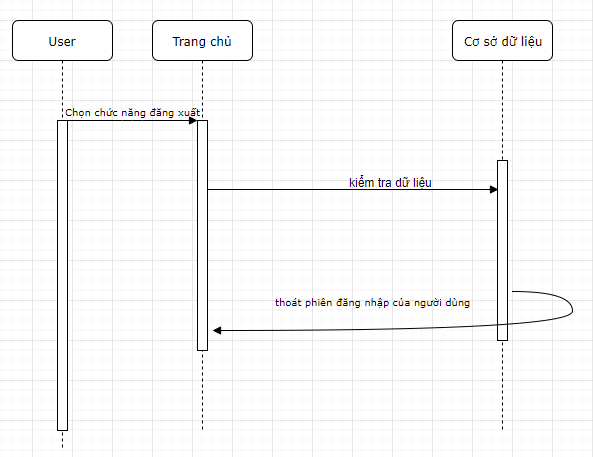 User
Trang chủ
Cơ sở dữ liệu
Chọn chức năng đăng xuất
kiểm tra dữ liệu
thoát phiên đăng nhập của người dùng